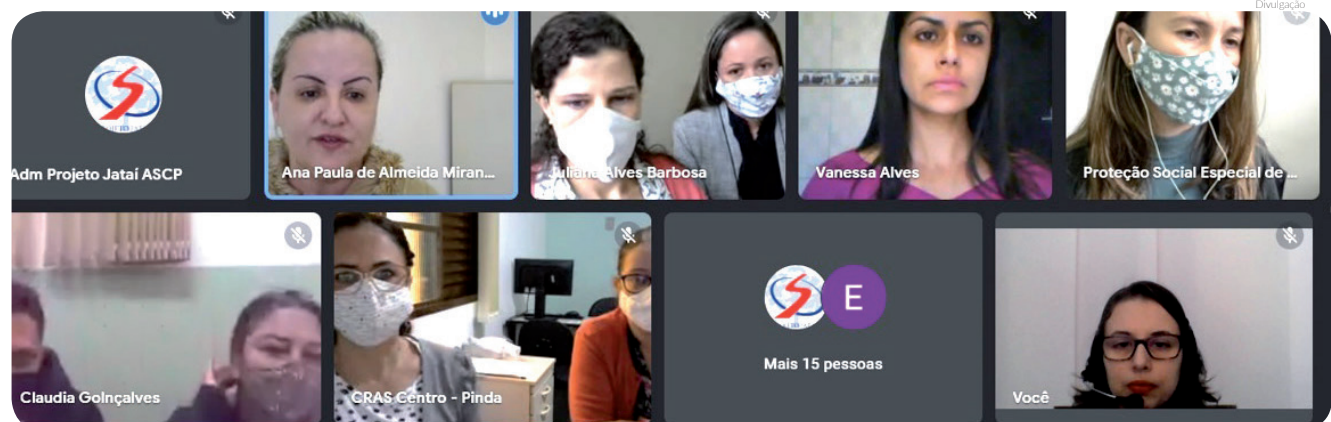 Divulgação
Adm Projeto Jataí ASCP
Ana Paula de Almeida Miran...
Juliana Alves Barbosa
Vanessa Alves
Proteção Social Especial de ...
Claudia Golnçalves
CRAS Centro - Pinda
E
Mais 15 pessoas
Você